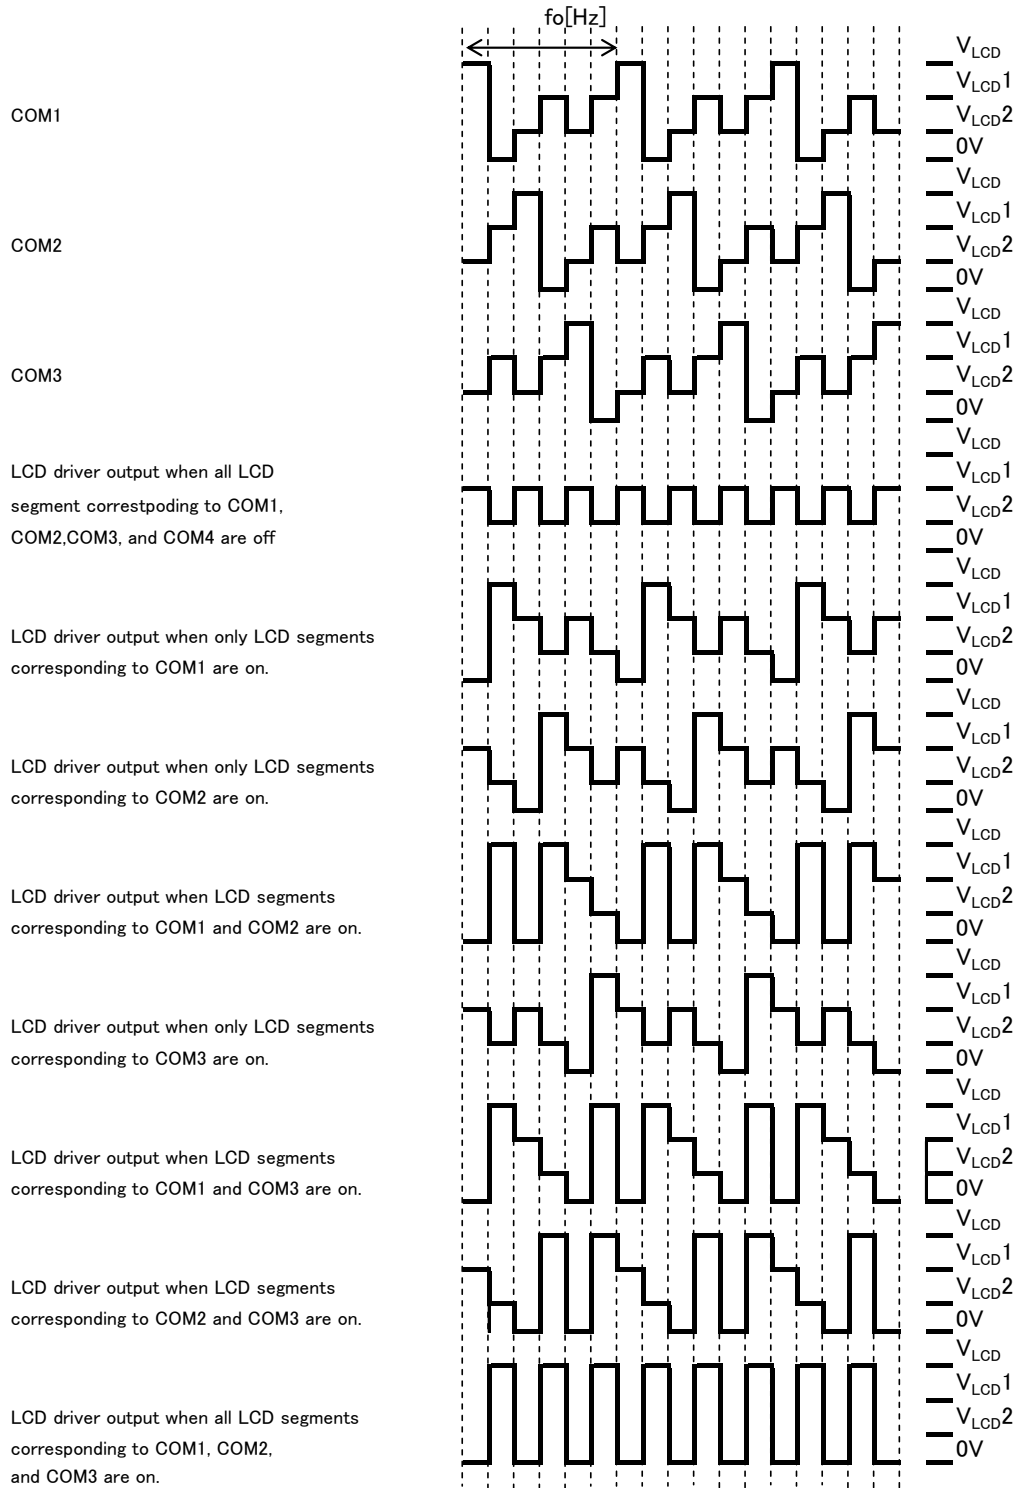 fo[Hz]
COM1
VLCD
VLCD1
VLCD2
0V
COM2
VLCD
VLCD1
VLCD2
0V
COM3
VLCD
VLCD1
VLCD2
0V
LCD driver output when all LCD
segment correstpoding to COM1,
COM2,COM3, and COM4 are off
VLCD
VLCD1
VLCD2
0V
LCD driver output when only LCD segments
corresponding to COM1 are on.
VLCD
VLCD1
VLCD2
0V
LCD driver output when only LCD segments
corresponding to COM2 are on.
VLCD
VLCD1
VLCD2
0V
LCD driver output when LCD segments
corresponding to COM1 and COM2 are on.
VLCD
VLCD1
VLCD2
0V
LCD driver output when only LCD segments
corresponding to COM3 are on.
VLCD
VLCD1
VLCD2
0V
LCD driver output when LCD segments
corresponding to COM1 and COM3 are on.
VLCD
VLCD1
VLCD2
0V
LCD driver output when LCD segments
corresponding to COM2 and COM3 are on.
VLCD
VLCD1
VLCD2
0V
LCD driver output when all LCD segments
corresponding to COM1, COM2,
and COM3 are on.
VLCD
VLCD1
VLCD2
0V